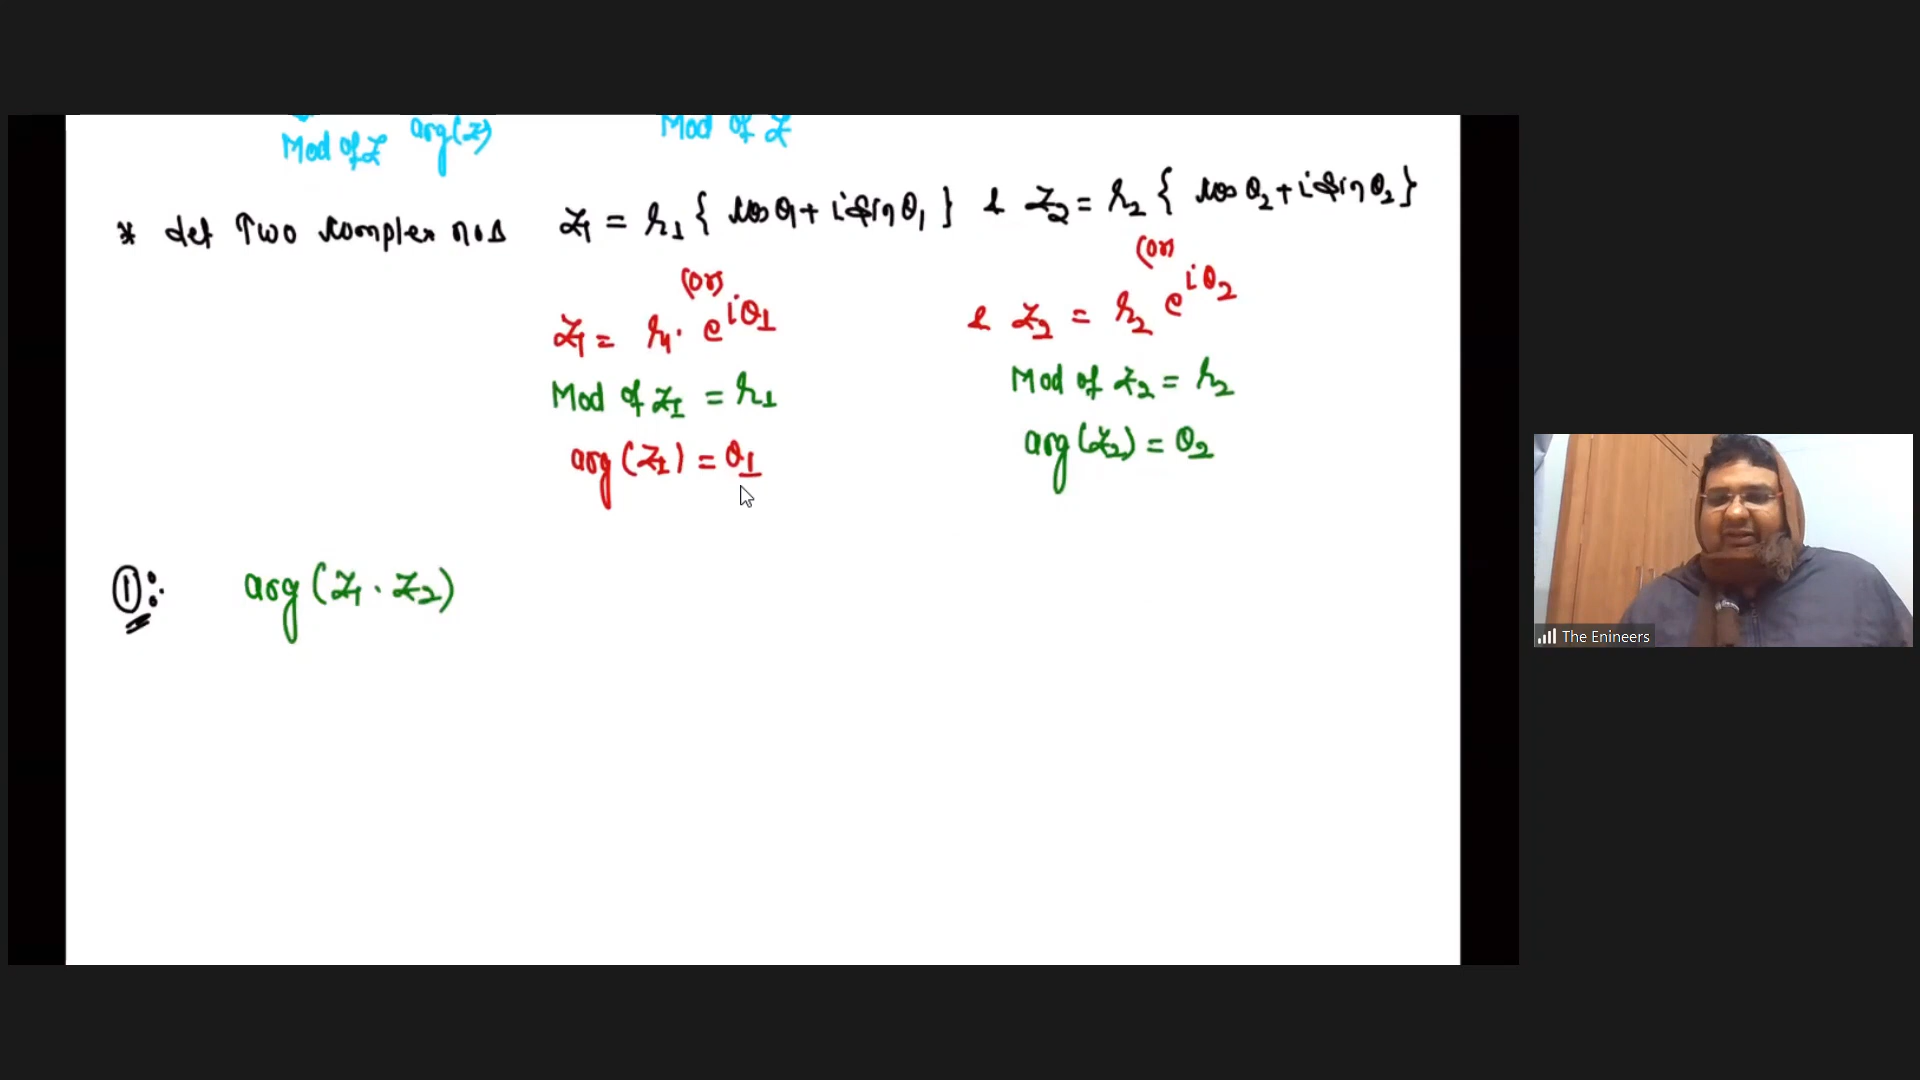 Mod of Z arg(z) Mod of Z
* Let Two complex nos Z1 = r1 { cos θ1 + i sin θ1 } & Z2 = r2 { cos θ2 + i sin θ2 }
(or) (or)
Z1 = r1 · e^iθ1 & Z2 = r2 e^iθ2
Mod of Z1 = r1 Mod of Z2 = r2
arg (Z1) = θ1 arg (Z2) = θ2
①:- arg (Z1 · Z2)
The Enineers